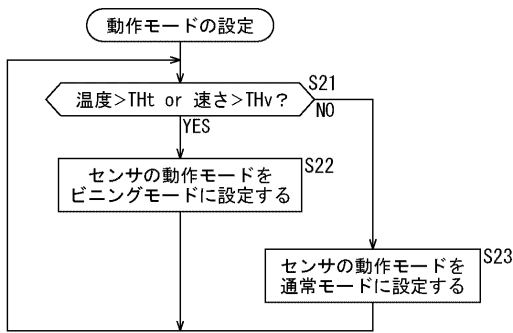 動作モードの設定
温度>THt or 速さ>THv?
S21
NO
YES
センサの動作モードを
ビニングモードに設定する
S22
センサの動作モードを
通常モードに設定する
S23